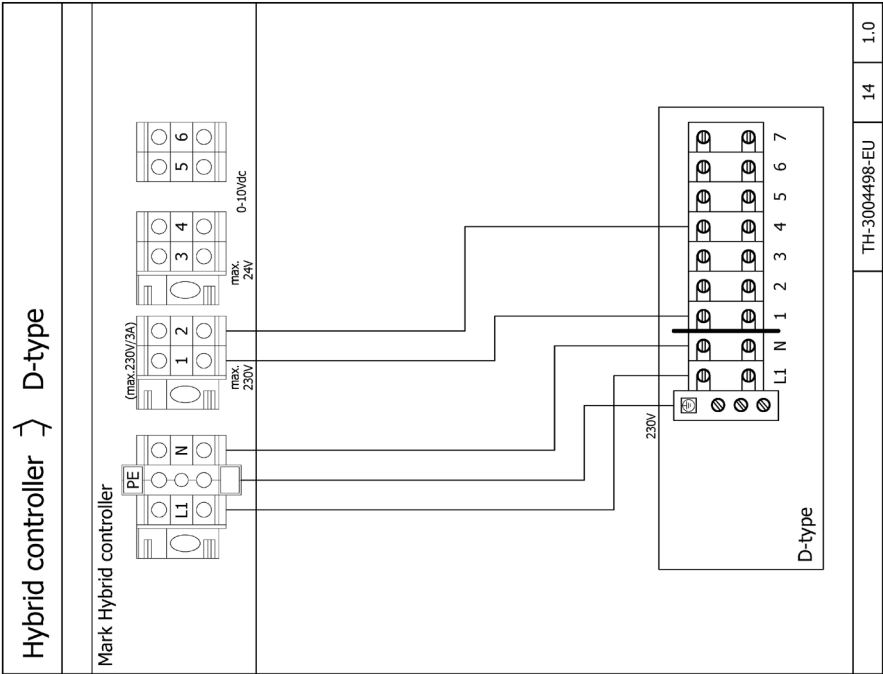 Hybrid controller D-type
Mark Hybrid controller
L1 PE N
1 2
3 4
5 6
(max.230V/3A)
max.
230V
max.
24V
0-10Vdc
230V
L1 N 1 2 3 4 5 6 7
D-type
TH-3004498-EU
14
1.0